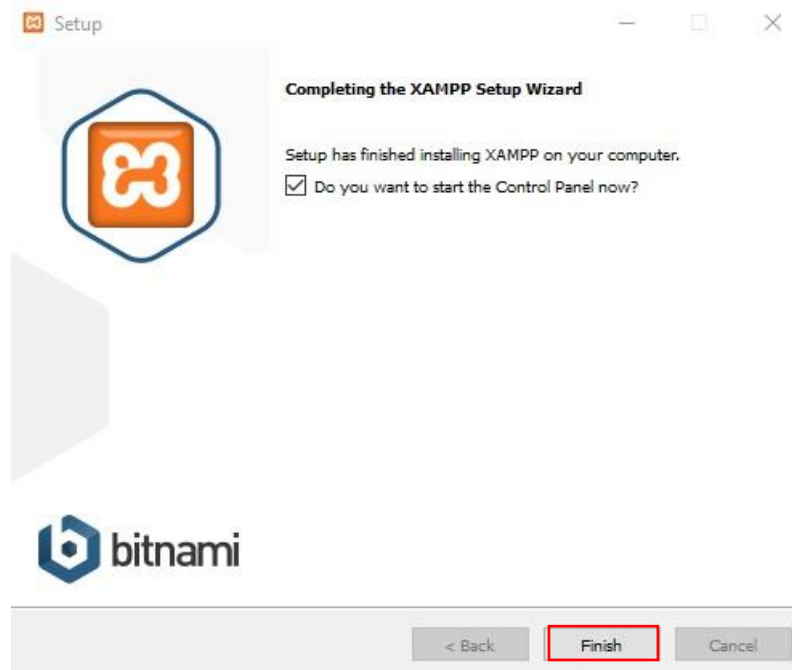 Setup
Completing the XAMPP Setup Wizard
Setup has finished installing XAMPP on your computer.
Do you want to start the Control Panel now?
bitnami
< Back
Finish
Cancel